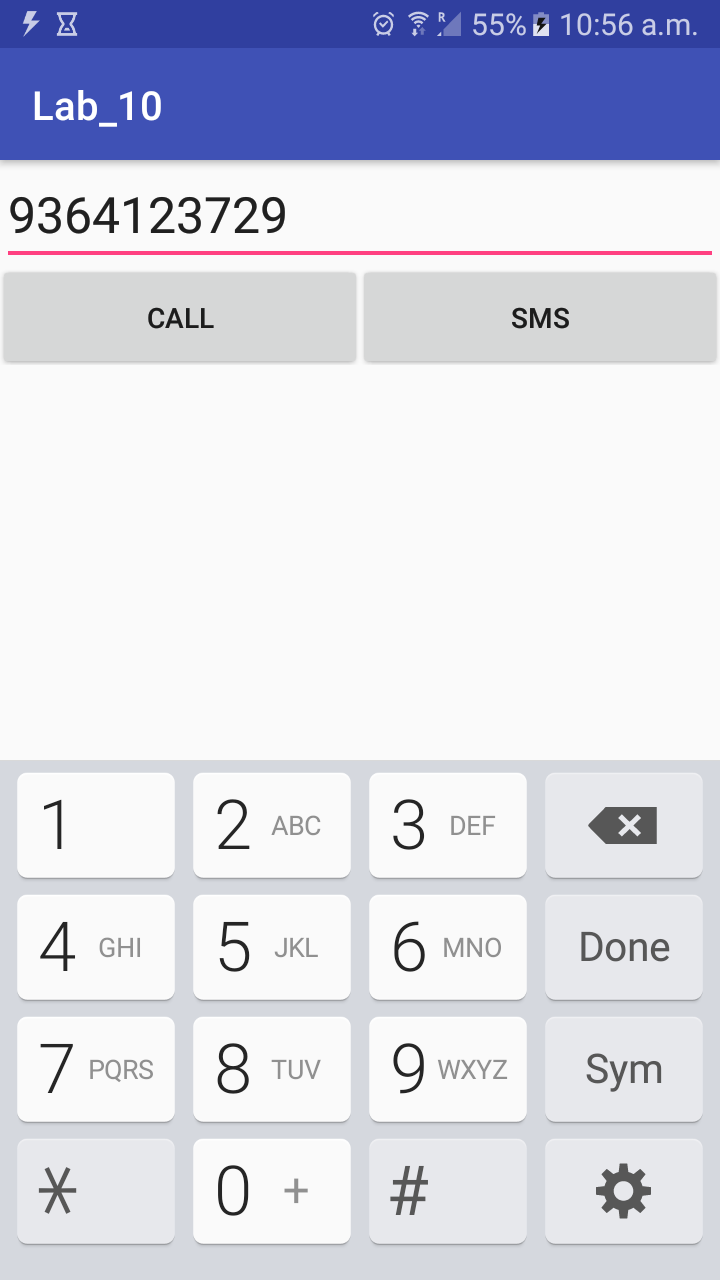 R 55% 10:56 a.m.
Lab_10
9364123729
CALL SMS
1 2 ABC 3 DEF
4 GHI 5 JKL 6 MNO Done
7 PQRS 8 TUV 9 WXYZ Sym
* 0 + #